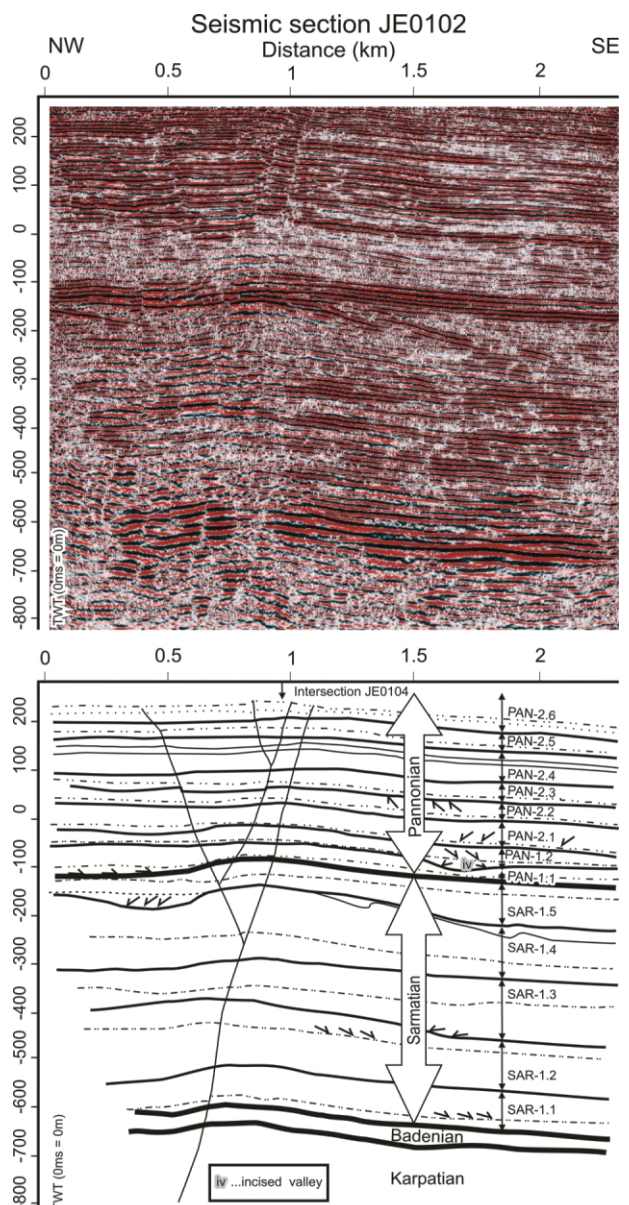 Seismic section JE0102
NW Distance (km) SE
0 0.5 1 1.5 2
200
100
0
-100
-200
-300
-400
-500
-600
-700
-800
TWT (0ms = 0m)
0 0.5 1 1.5 2
Intersection JE0104
200
100
0
-100
-200
-300
-400
-500
-600
-700
-800
TWT (0ms = 0m)
PAN-2.6
PAN-2.5
PAN-2.4
PAN-2.3
PAN-2.2
PAN-2.1
PAN-1.2
PAN-1.1
Pannonian
iv
SAR-1.5
SAR-1.4
SAR-1.3
SAR-1.2
SAR-1.1
Sarmatian
Badenian
Karpatian
iv ...incised valley